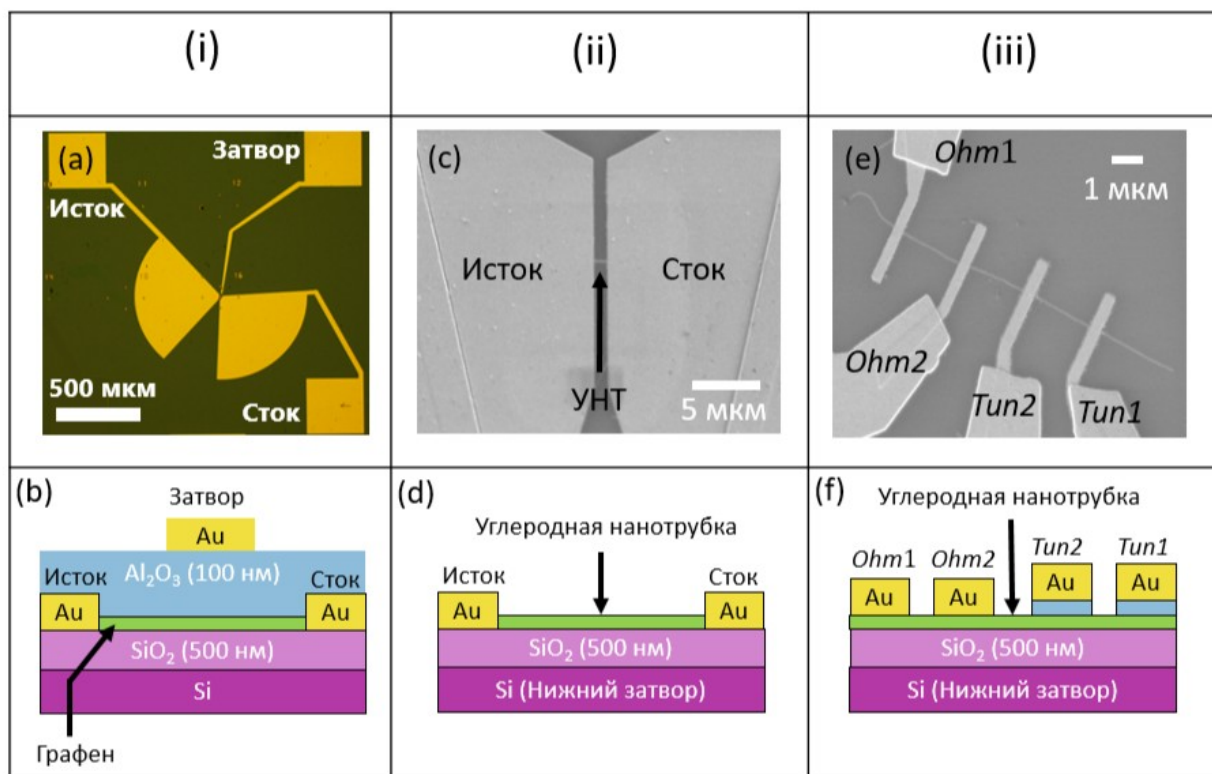 (i)
(ii)
(iii)
(a)
Затвор
Исток
500 мкм
Сток
(c)
Исток
Сток
УНТ
5 мкм
(e)
Ohm1
1 мкм
Ohm2
Tun2
Tun1
(b)
Затвор
Au
Исток
Al₂O₃ (100 нм)
Сток
Au
Au
SiO₂ (500 нм)
Si
Графен
(d)
Углеродная нанотрубка
Исток
Сток
Au
Au
SiO₂ (500 нм)
Si (Нижний затвор)
(f)
Углеродная нанотрубка
Ohm1
Ohm2
Tun2
Tun1
Au
Au
Au
Au
SiO₂ (500 нм)
Si (Нижний затвор)